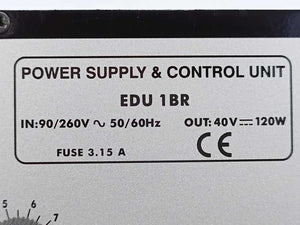 POWER SUPPLY & CONTROL UNIT
EDU 1BR
IN:90/260V ∿ 50/60Hz OUT: 40V ⎓ 120W
FUSE 3.15 A CE
5 6 7